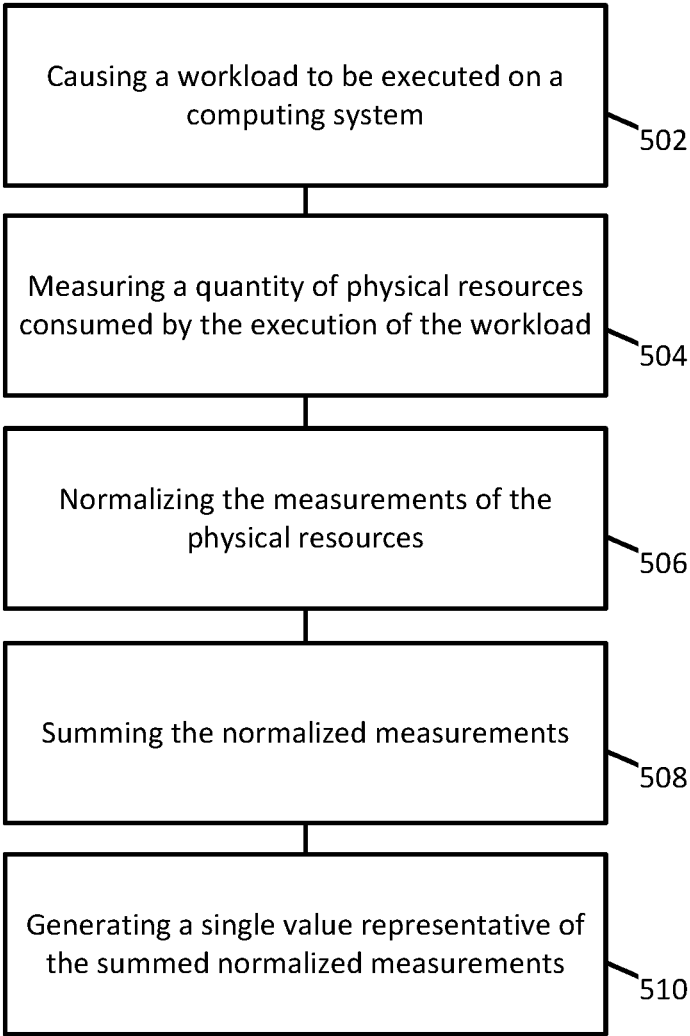 Causing a workload to be executed on a
computing system
502
Measuring a quantity of physical resources
consumed by the execution of the workload
504
Normalizing the measurements of the
physical resources
506
Summing the normalized measurements
508
Generating a single value representative of
the summed normalized measurements
510